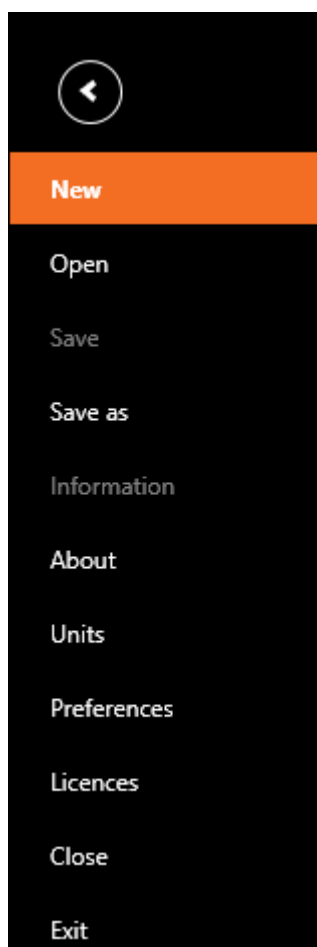 New
Open
Save
Save as
Information
About
Units
Preferences
Licences
Close
Exit